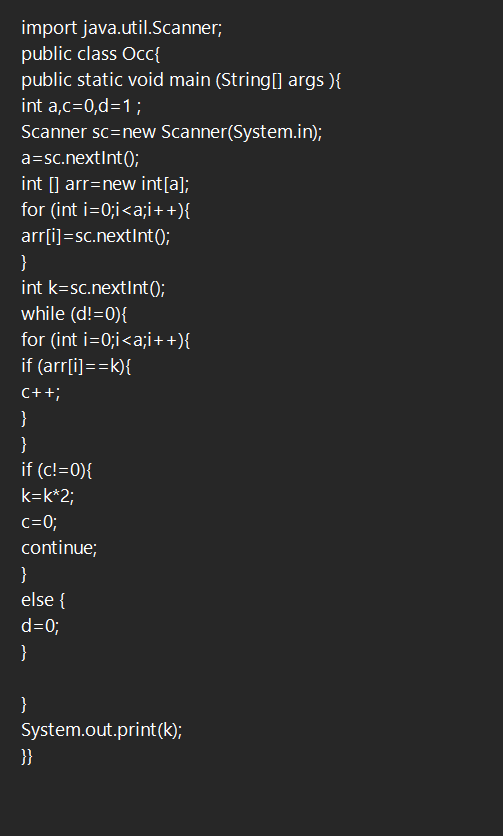 import java.util.Scanner;
public class Occ{
public static void main (String[] args ){
int a,c=0,d=1 ;
Scanner sc=new Scanner(System.in);
a=sc.nextInt();
int [] arr=new int[a];
for (int i=0;i<a;i++){
arr[i]=sc.nextInt();
}
int k=sc.nextInt();
while (d!=0){
for (int i=0;i<a;i++){
if (arr[i]==k){
c++;
}
}
if (c!=0){
k=k*2;
c=0;
continue;
}
else {
d=0;
}

}
System.out.print(k);
}}